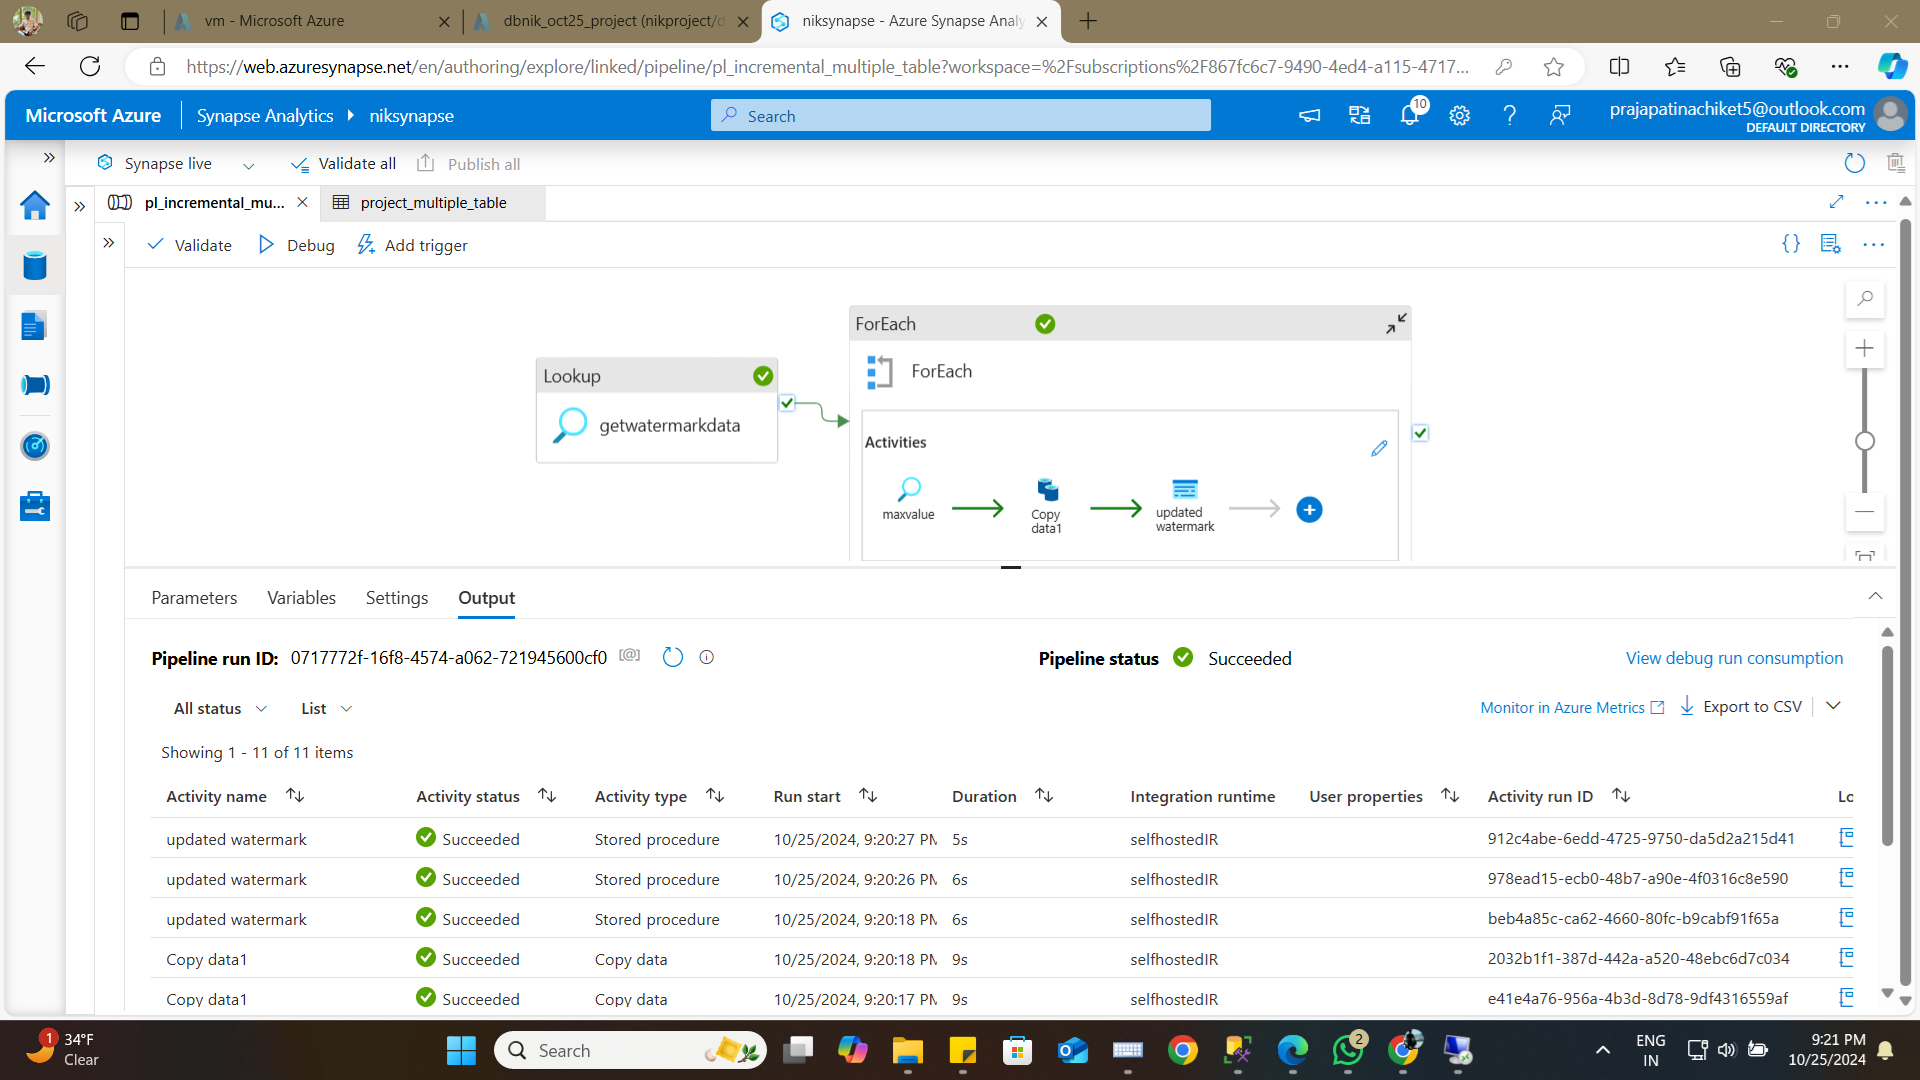 vm - Microsoft Azure
dbnik_oct25_project (nikproject/d
niksynapse - Azure Synapse Analy
https://web.azuresynapse.net/en/authoring/explore/linked/pipeline/pl_incremental_multiple_table?workspace=%2Fsubscriptions%2F867fc6c7-9490-4ed4-a115-4717...
Microsoft Azure
Synapse Analytics
niksynapse
Search
10
prajapatinachiket5@outlook.com
DEFAULT DIRECTORY
Synapse live
Validate all
Publish all
pl_incremental_mu...
project_multiple_table
Validate
Debug
Add trigger
{}
ForEach
ForEach
Lookup
getwatermarkdata
Activities
maxvalue
Copy
data1
updated
watermark
Parameters
Variables
Settings
Output
Pipeline run ID: 0717772f-16f8-4574-a062-721945600cf0
[@]
Pipeline status
Succeeded
View debug run consumption
All status
List
Monitor in Azure Metrics
Export to CSV
Showing 1 - 11 of 11 items
Activity name Activity status Activity type Run start Duration Integration runtime User properties Activity run ID Lo
updated watermark Succeeded Stored procedure 10/25/2024, 9:20:27 PM 5s selfhostedIR 912c4abe-6edd-4725-9750-da5d2a215d41
updated watermark Succeeded Stored procedure 10/25/2024, 9:20:26 PM 6s selfhostedIR 978ead15-ecb0-48b7-a90e-4f0316c8e590
updated watermark Succeeded Stored procedure 10/25/2024, 9:20:18 PM 6s selfhostedIR beb4a85c-ca62-4660-80fc-b9cabf91f65a
Copy data1 Succeeded Copy data 10/25/2024, 9:20:18 PM 9s selfhostedIR 2032b1f1-387d-442a-a520-48ebc6d7c034
Copy data1 Succeeded Copy data 10/25/2024, 9:20:17 PM 9s selfhostedIR e41e4a76-956a-4b3d-8d78-9df4316559af
1
34°F
Clear
Search
2
ENG
IN
9:21 PM
10/25/2024